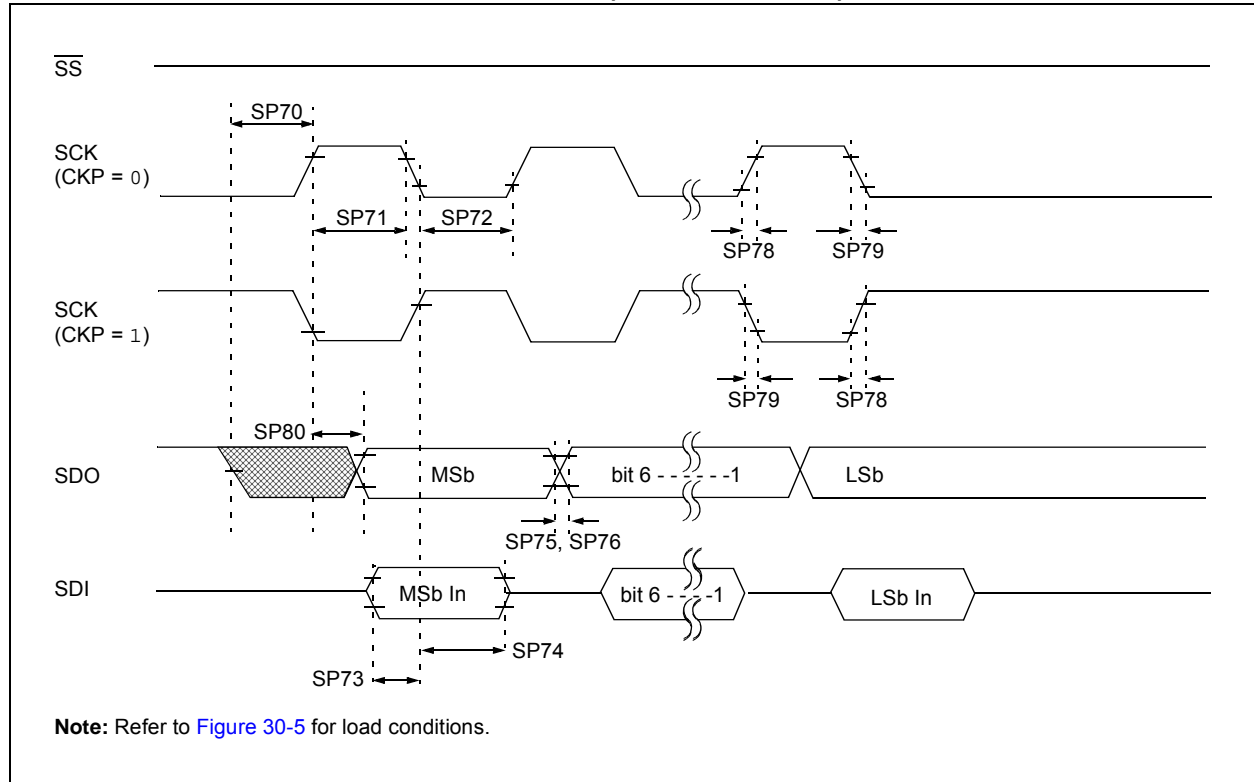 SS
SP70
SCK
(CKP = 0)
SP71
SP72
SP78
SP79
SCK
(CKP = 1)
SP79
SP78
SP80
SDO
MSb
bit 6 - - - - - -1
LSb
SP75, SP76
SDI
MSb In
bit 6 - - - - -1
LSb In
SP74
SP73
Note: Refer to Figure 30-5 for load conditions.